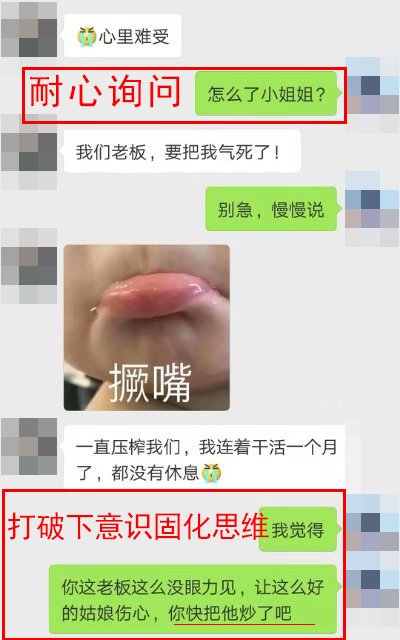 心里难受
耐心询问
怎么了小姐姐？
我们老板，要把我气死了！
别急，慢慢说
撅嘴
一直压榨我们，我连着干活一个月
了，都没有休息
打破下意识固化思维
我觉得
你这老板这么没眼力见，让这么好
的姑娘伤心，你快把他炒了吧